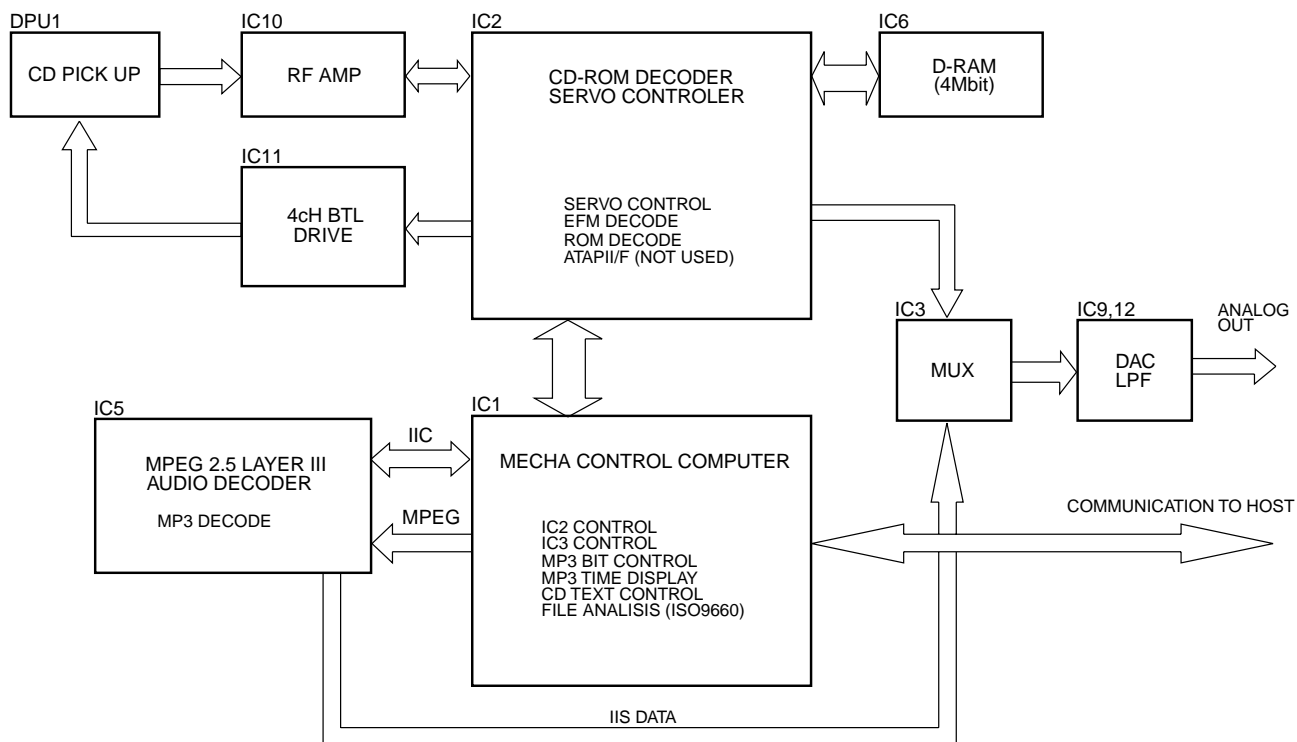 DPU1
CD PICK UP
IC10
RF AMP
IC2
CD-ROM DECODER
SERVO CONTROLER
SERVO CONTROL
EFM DECODE
ROM DECODE
ATAPII/F (NOT USED)
IC6
D-RAM
(4Mbit)
IC11
4cH BTL
DRIVE
IC3
MUX
IC9,12
DAC
LPF
ANALOG
OUT
IC5
MPEG 2.5 LAYER III
AUDIO DECODER
MP3 DECODE
IIC
MPEG
IC1
MECHA CONTROL COMPUTER
IC2 CONTROL
IC3 CONTROL
MP3 BIT CONTROL
MP3 TIME DISPLAY
CD TEXT CONTROL
FILE ANALISIS (ISO9660)
COMMUNICATION TO HOST
IIS DATA